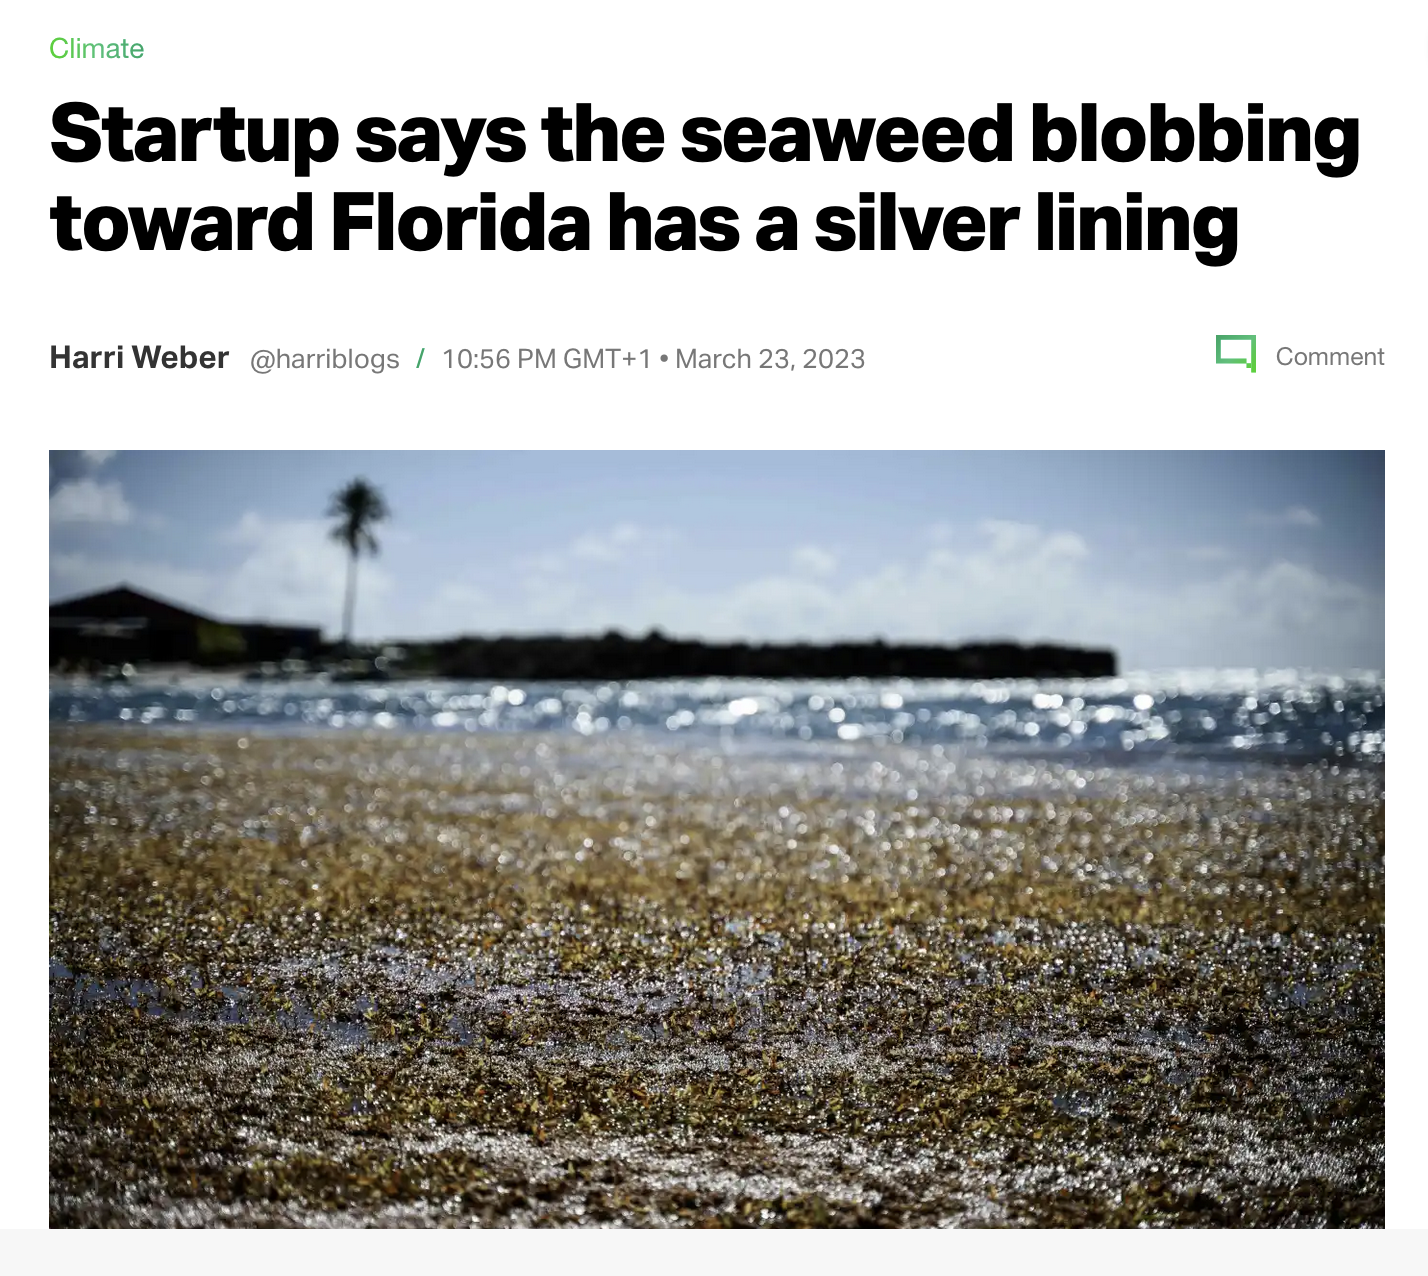 Climate
Startup says the seaweed blobbing
toward Florida has a silver lining
Harri Weber @harriblogs / 10:56 PM GMT+1 • March 23, 2023
Comment